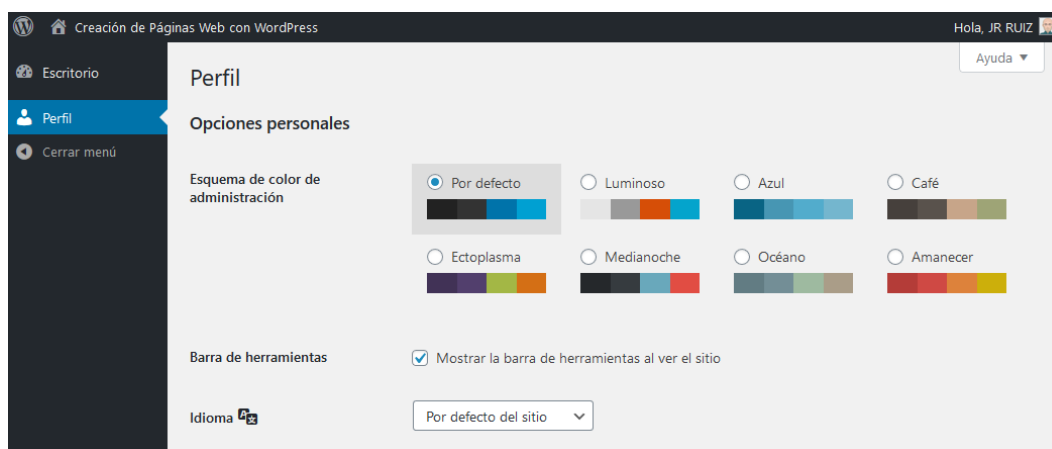 Creación de Páginas Web con WordPress
Hola, JR RUIZ
Ayuda ▼
Escritorio
Perfil
Cerrar menú
Perfil
Opciones personales
Esquema de color de
administración
Por defecto
Luminoso
Azul
Café
Ectoplasma
Medianoche
Océano
Amanecer
Barra de herramientas
Mostrar la barra de herramientas al ver el sitio
Idioma
Por defecto del sitio